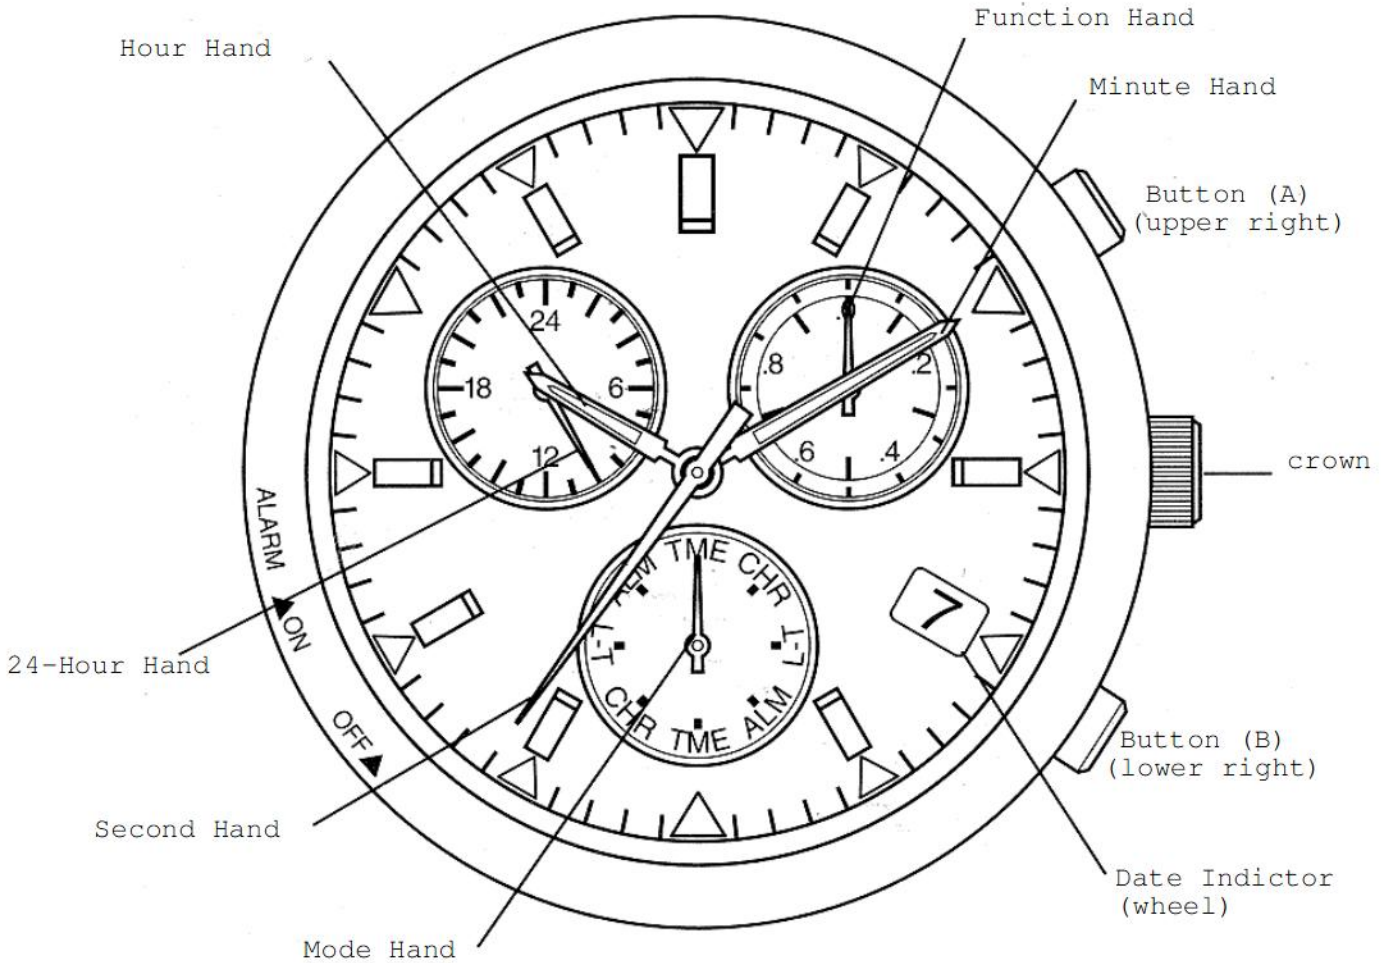 Function Hand
Hour Hand
Minute Hand
Button (A)
(upper right)
24
18
6
12
.0
.8
.2
.6
.4
crown
ALARM
ON
OFF
TME
CHR
L-T
ALM
TME
CHR
L-T
ALM
7
24-Hour Hand
Button (B)
(lower right)
Second Hand
Date Indictor
(wheel)
Mode Hand